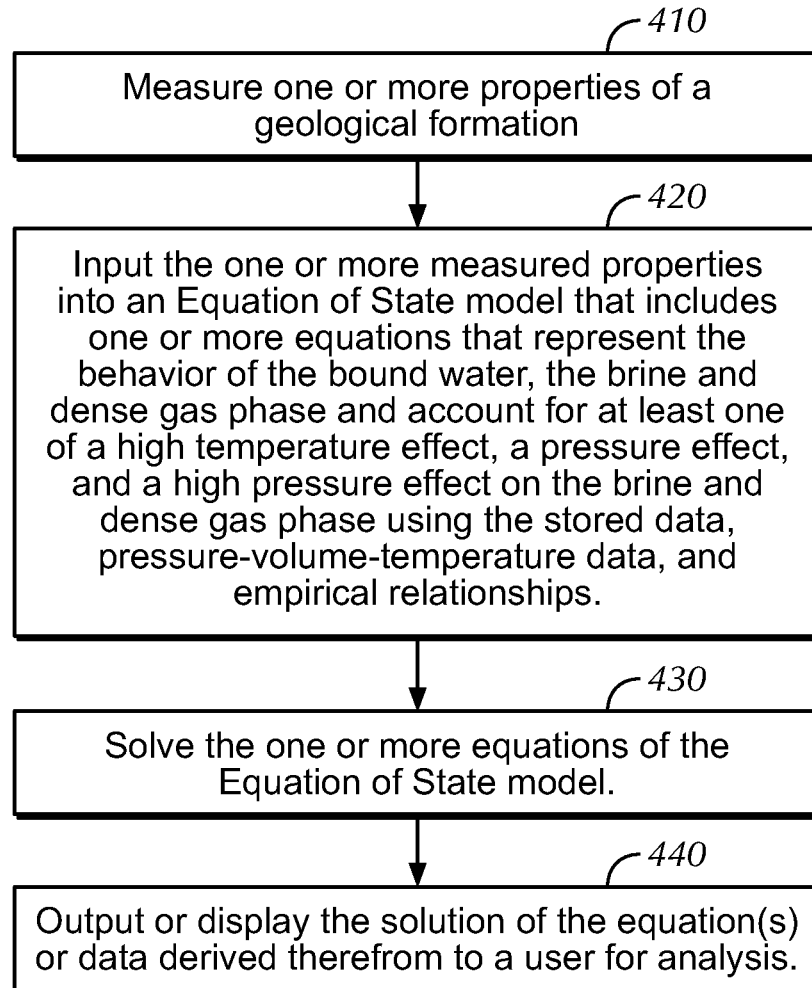 410
Measure one or more properties of a
geological formation
420
Input the one or more measured properties
into an Equation of State model that includes
one or more equations that represent the
behavior of the bound water, the brine and
dense gas phase and account for at least one
of a high temperature effect, a pressure effect,
and a high pressure effect on the brine and
dense gas phase using the stored data,
pressure-volume-temperature data, and
empirical relationships.
430
Solve the one or more equations of the
Equation of State model.
440
Output or display the solution of the equation(s)
or data derived therefrom to a user for analysis.